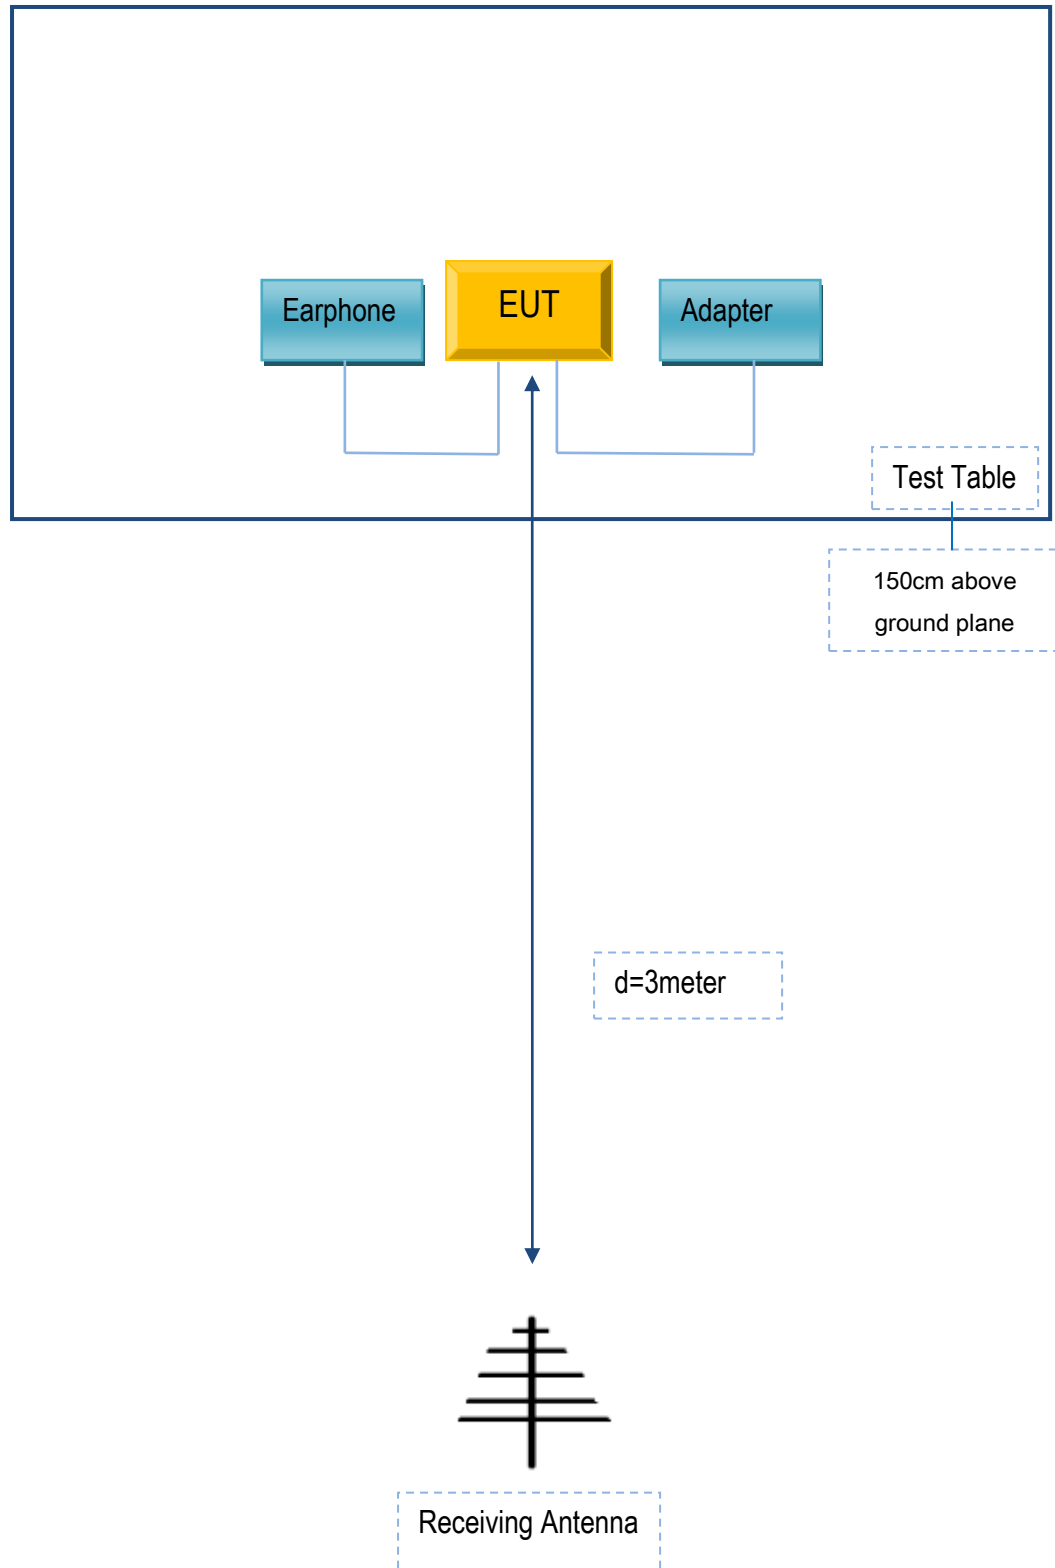 Earphone
EUT
Adapter
Test Table
150cm above
ground plane
d=3meter
Receiving Antenna